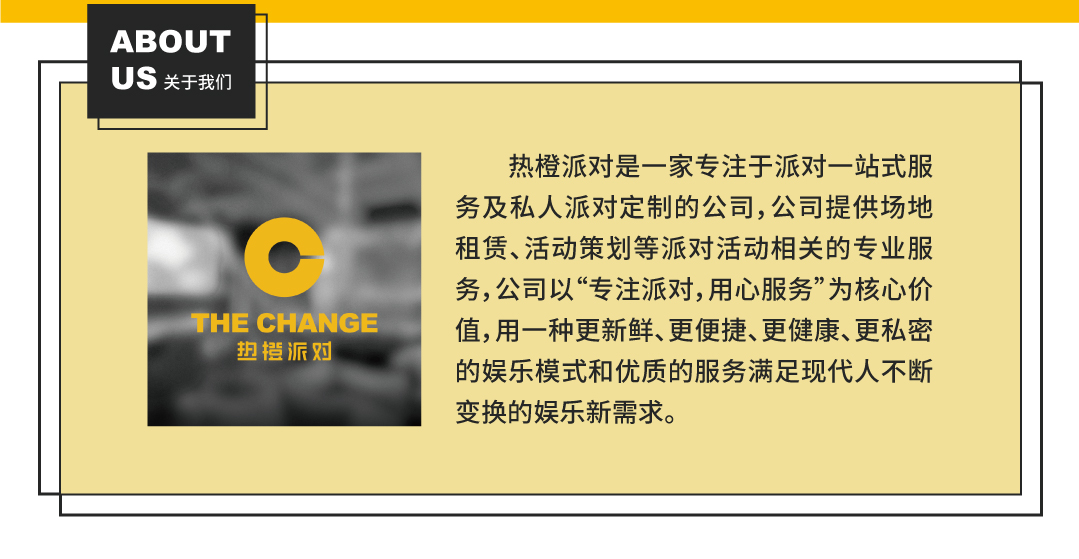 ABOUT
US 关于我们
THE CHANGE
热橙派对
热橙派对是一家专注于派对一站式服
务及私人派对定制的公司，公司提供场地
租赁、活动策划等派对活动相关的专业服
务，公司以“专注派对，用心服务”为核心价
值，用一种更新鲜、更便捷、更健康、更私密
的娱乐模式和优质的服务满足现代人不断
变换的娱乐新需求。